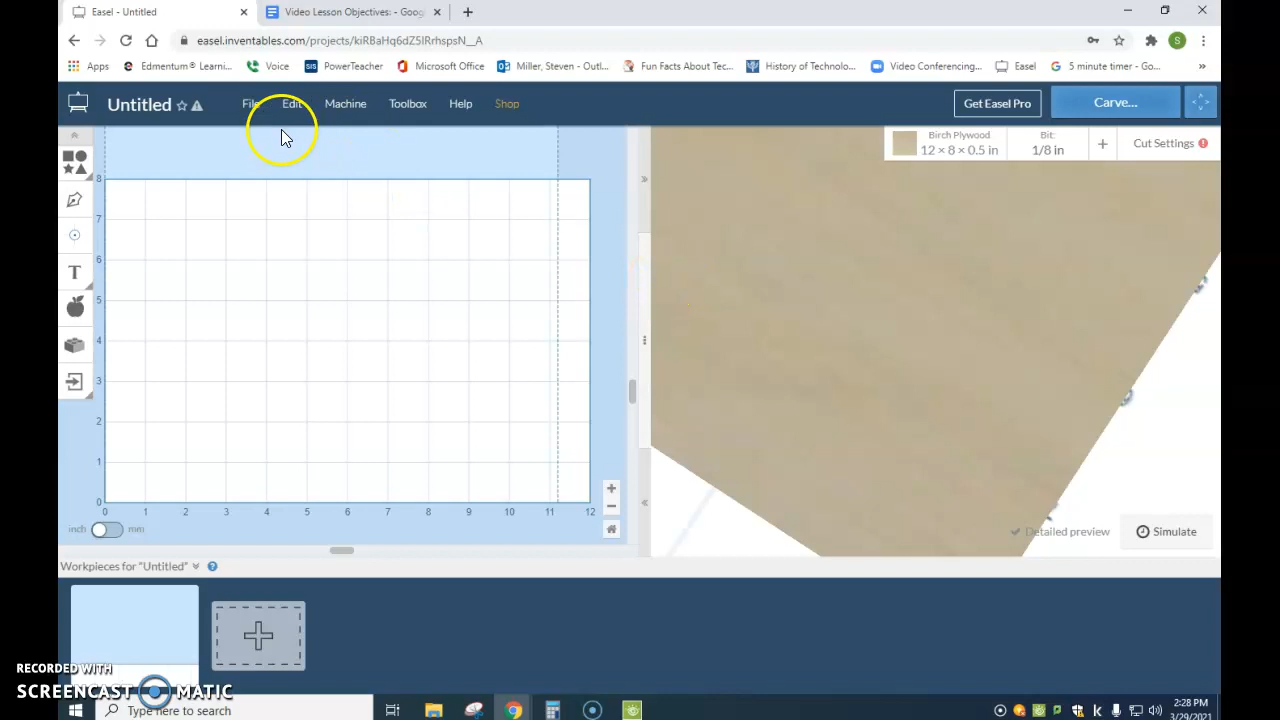 Easel - Untitled
Video Lesson Objectives: - Goog
easel.inventables.com/projects/kiRBaHq6dZ5IRrhspsN__A
Apps
Edmentum® Learni...
Voice
SIS PowerTeacher
Microsoft Office
Miller, Steven - Outl...
Fun Facts About Tec...
History of Technolo...
Video Conferencing...
Easel
5 minute timer - Go...
Untitled
File
Edit
Machine
Toolbox
Help
Shop
Get Easel Pro
Carve...
Birch Plywood
12 × 8 × 0.5 in
Bit:
1/8 in
Cut Settings
T
8
7
6
5
4
3
2
1
0
0 1 2 3 4 5 6 7 8 9 10 11 12
inch mm
Detailed preview
Simulate
Workpieces for "Untitled"
RECORDED WITH
SCREENCAST MATIC
Type here to search
2:28 PM
3/29/2021